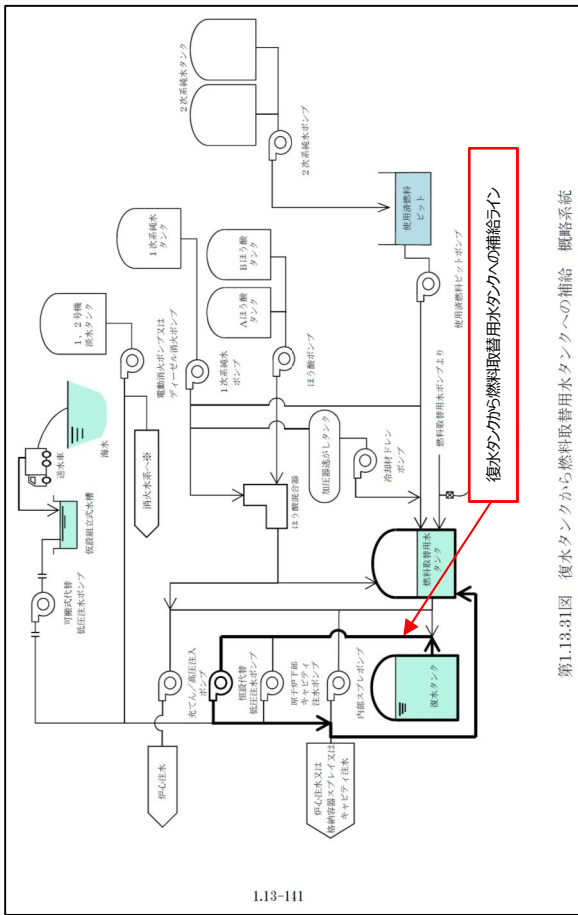 2次系純水タンク
2次系純水ポンプ
使用済燃料
ピット
使用済燃料ピットポンプ
1次系純水
タンク
1次系純水
ポンプ
Bほう酸
タンク
Aほう酸
タンク
ほう酸ポンプ
1，2号機
淡水タンク
電動消火ポンプ又は
ディーゼル消火ポンプ
消火水系へ※
海水
送水車
仮設組立式水槽
可搬式代替
低圧注水ポンプ
ほう酸混合器
加圧器逃がしタンク
冷却材ドレン
ポンプ
燃料取替用水ポンプより
燃料取替用水
タンク
復水タンク
充てん／高圧注入
ポンプ
恒設代替
低圧注水ポンプ
原子炉下部
キャビティ
注水ポンプ
内部スプレポンプ
炉心注水
炉心注水又は
格納容器スプレイ又は
キャビティ注水
復水タンクから燃料取替用水タンクへの補給ライン
第1.13.31図 復水タンクから燃料取替用水タンクへの補給 概略系統
1.13-141